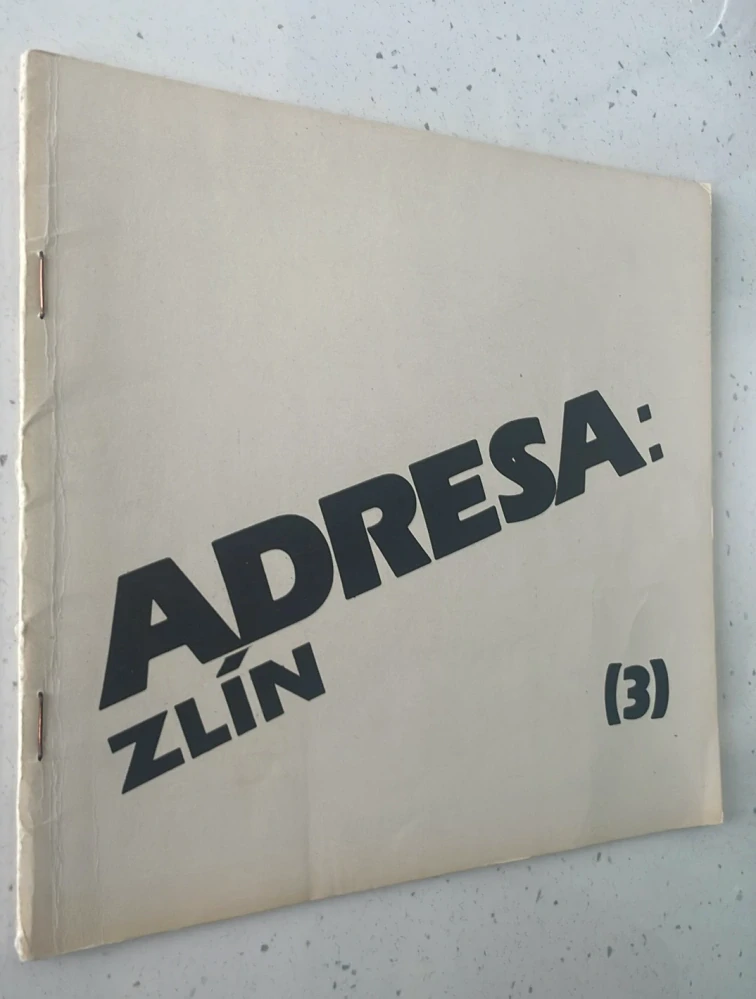 ADRESA:
ZLÍN
(3)